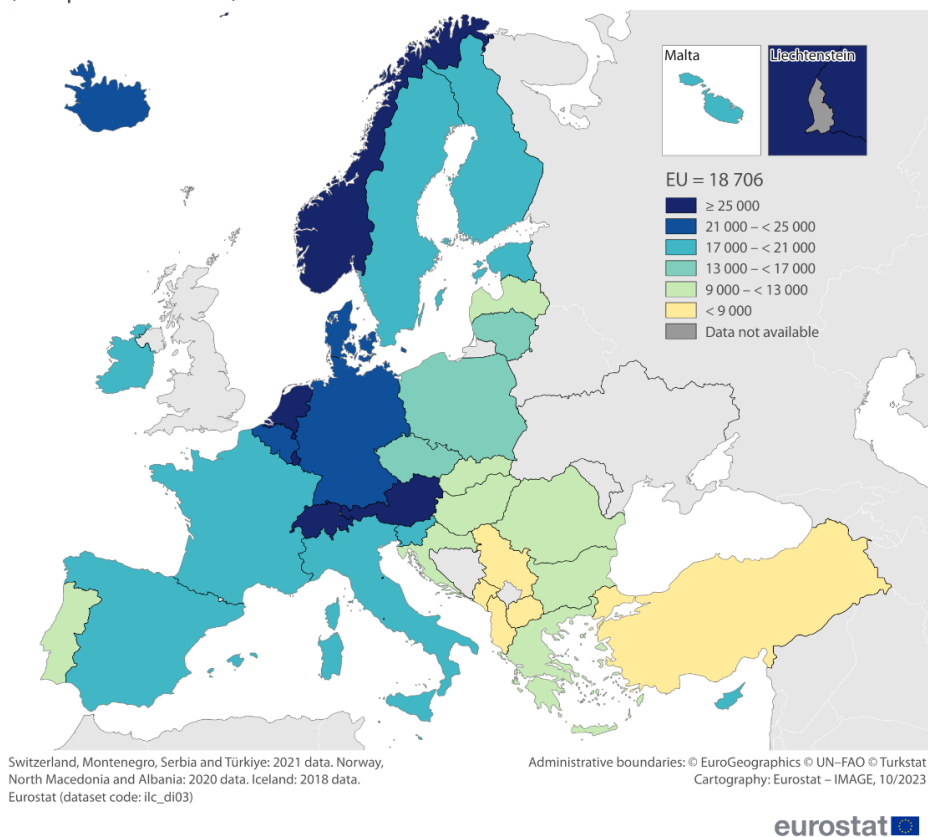 Malta
Liechtenstein
EU = 18 706
≥ 25 000
21 000 – < 25 000
17 000 – < 21 000
13 000 – < 17 000
9 000 – < 13 000
< 9 000
Data not available
Switzerland, Montenegro, Serbia and Türkiye: 2021 data. Norway,
North Macedonia and Albania: 2020 data. Iceland: 2018 data.
Eurostat (dataset code: ilc_di03)
Administrative boundaries: © EuroGeographics © UN–FAO © Turkstat
Cartography: Eurostat – IMAGE, 10/2023
eurostat